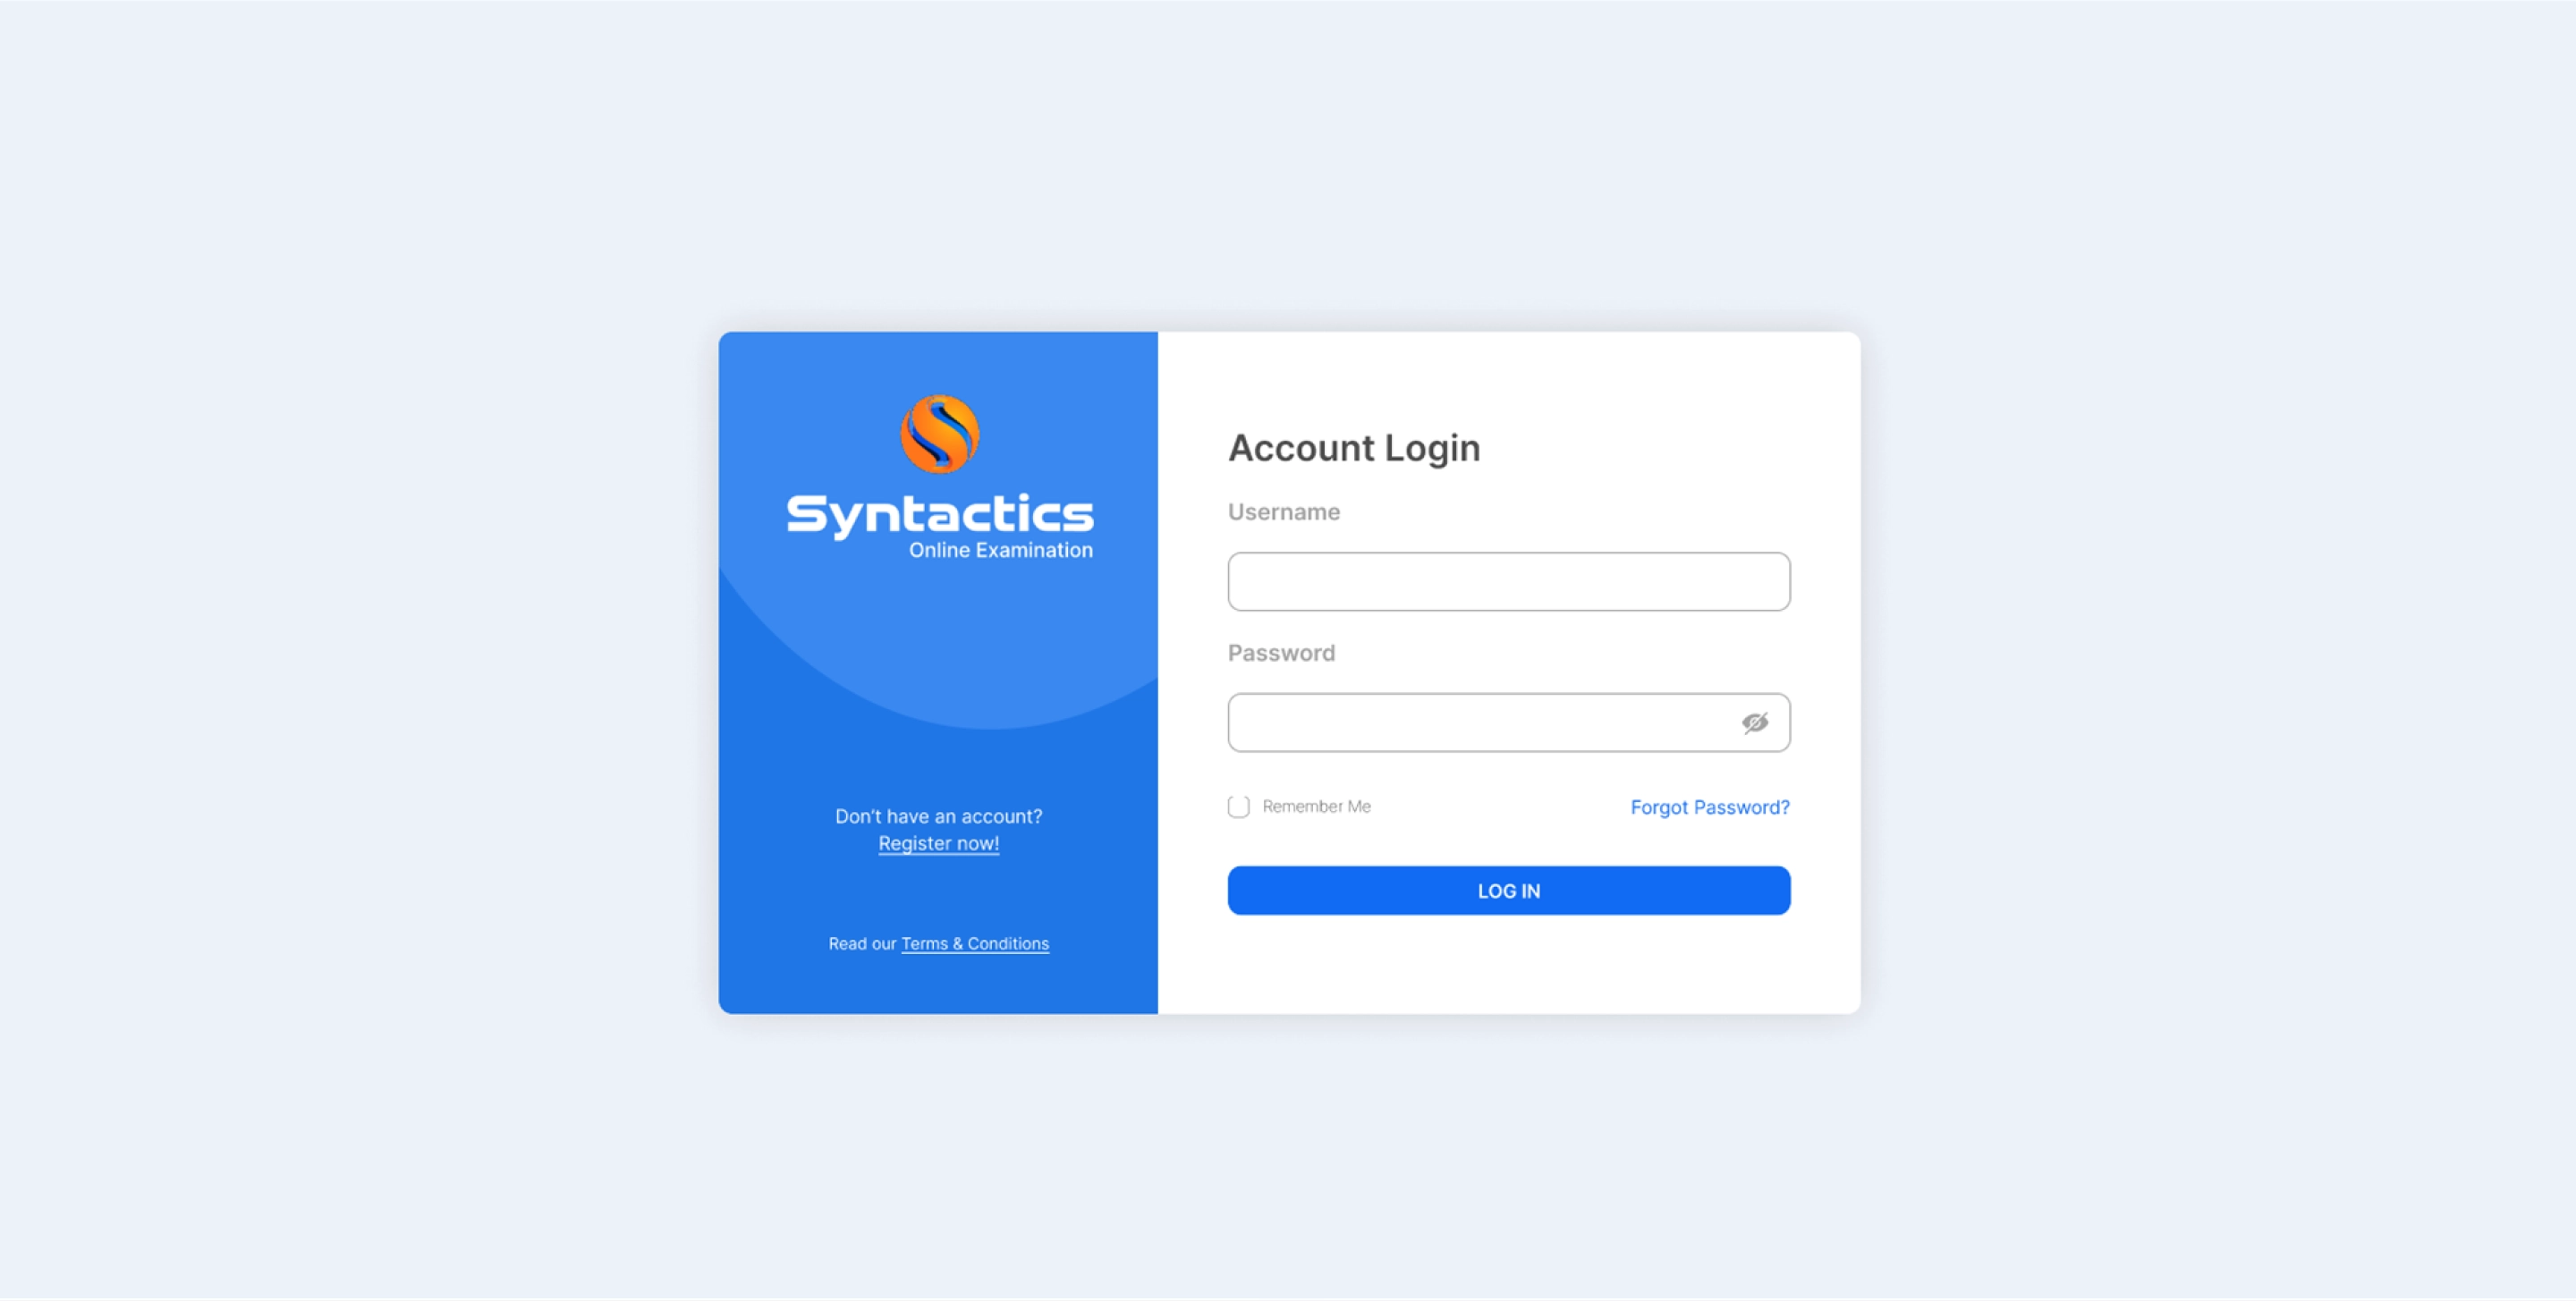 Syntactics
Online Examination
Don't have an account?
Register now!
Read our Terms & Conditions
Account Login
Username
Password
Remember Me
Forgot Password?
LOG IN